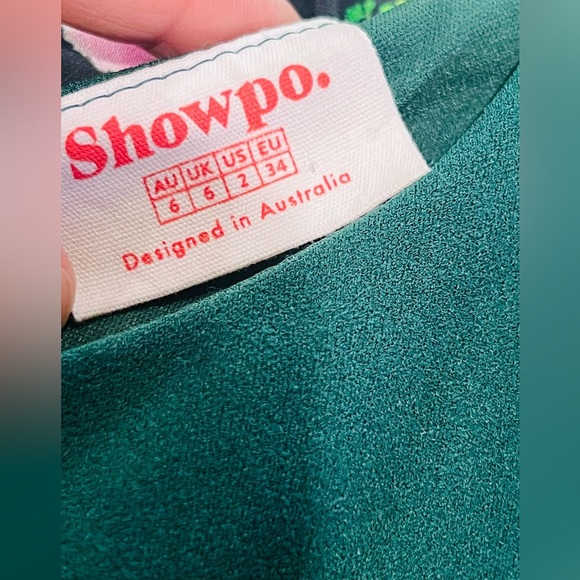 Showpo.
AU UK US EU
6 6 2 34
Designed in Australia